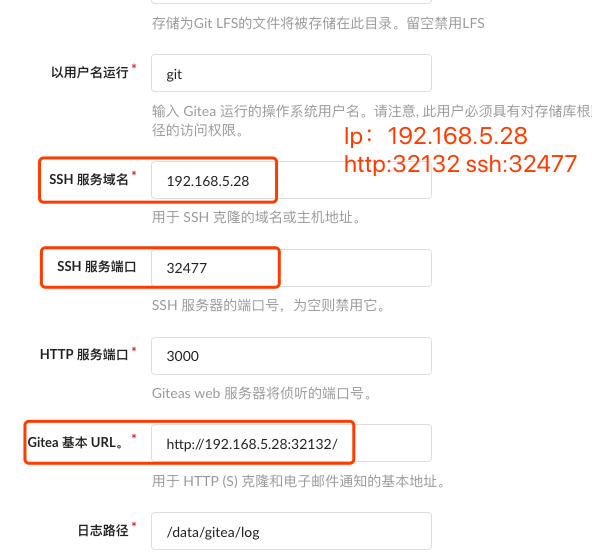 存储为Git LFS的文件将被存储在此目录。留空禁用LFS
以用户名运行 *
git
输入 Gitea 运行的操作系统用户名。请注意, 此用户必须具有对存储库根
径的访问权限。
Ip：192.168.5.28
http:32132 ssh:32477
SSH 服务域名 *
192.168.5.28
用于 SSH 克隆的域名或主机地址。
SSH 服务端口
32477
SSH 服务器的端口号，为空则禁用它。
HTTP 服务端口 *
3000
Giteas web 服务器将侦听的端口号。
Gitea 基本 URL。 *
http://192.168.5.28:32132/
用于 HTTP (S) 克隆和电子邮件通知的基本地址。
日志路径 *
/data/gitea/log